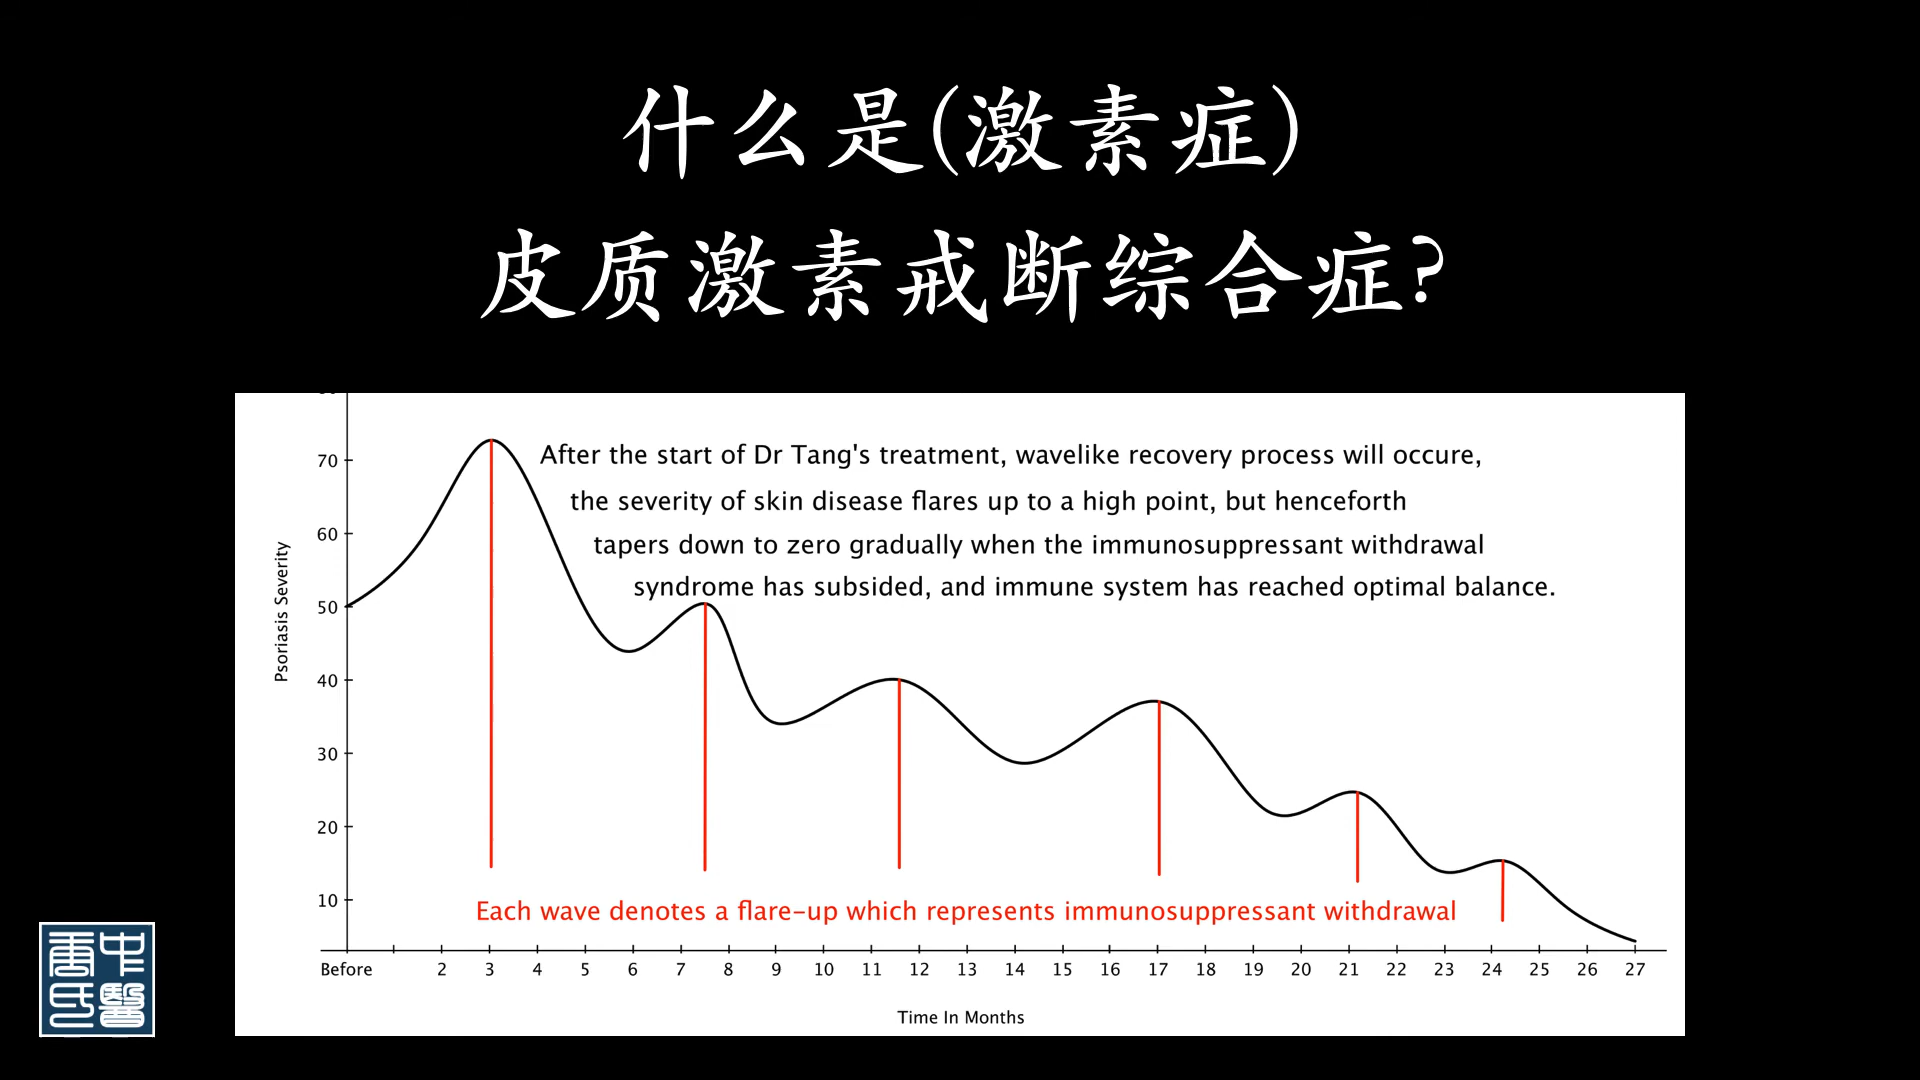 什么是(激素症)
皮质激素戒断综合症?
After the start of Dr Tang's treatment, wavelike recovery process will occure,
the severity of skin disease flares up to a high point, but henceforth
tapers down to zero gradually when the immunosuppressant withdrawal
syndrome has subsided, and immune system has reached optimal balance.
70
60
50
40
30
20
10
Psoriasis Severity
Each wave denotes a flare-up which represents immunosuppressant withdrawal
Before 2 3 4 5 6 7 8 9 10 11 12 13 14 15 16 17 18 19 20 21 22 23 24 25 26 27
Time In Months
唐氏中醫